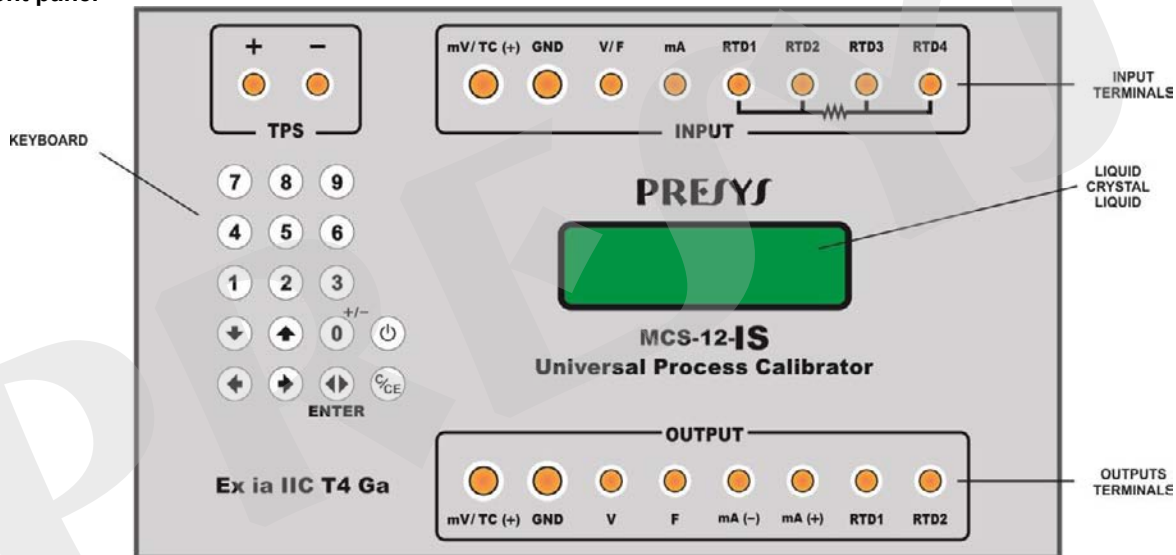 + −
TPS
mV/ TC (+) GND V/F mA RTD1 RTD2 RTD3 RTD4
INPUT
INPUT
TERMINALS
KEYBOARD
7 8 9
4 5 6
1 2 3
+/−
0
C/CE
ENTER
PRESYS
LIQUID
CRYSTAL
LIQUID
MCS-12-IS
Universal Process Calibrator
Ex ia IIC T4 Ga
OUTPUT
mV/ TC (+) GND V F mA (−) mA (+) RTD1 RTD2
OUTPUTS
TERMINALS
PRESYS